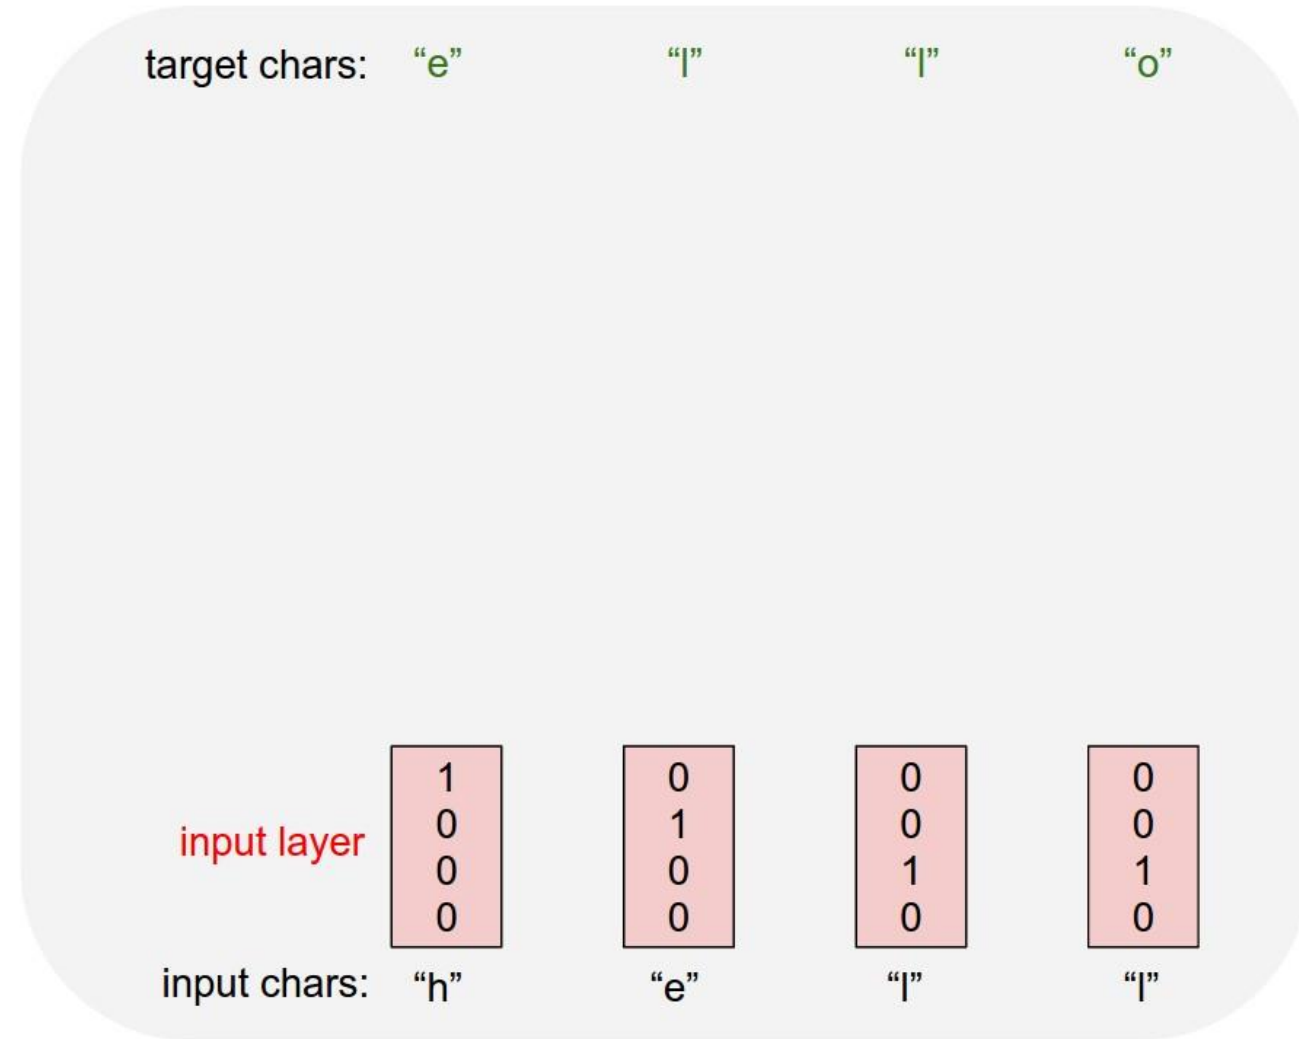 target chars: “e” “l” “l” “o”
1 0 0 0
0 1 0 0
input layer
0 0 1 1
0 0 0 0
input chars: “h” “e” “l” “l”